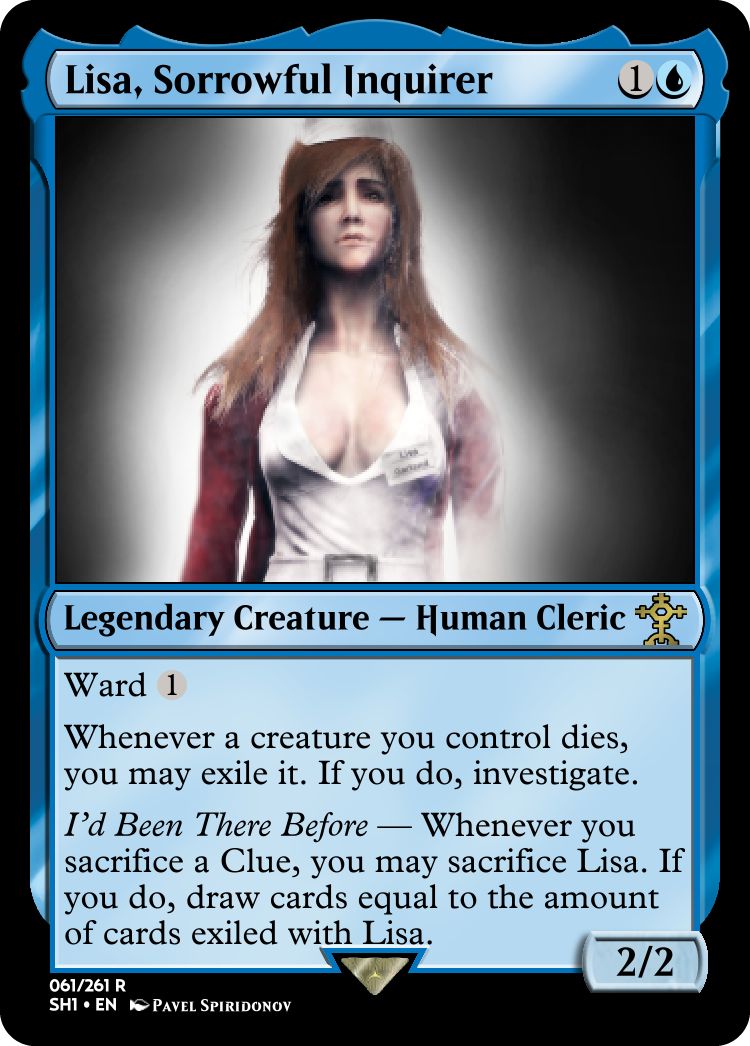 Lisa, Sorrowful Inquirer 1
Lisa
Garland
Legendary Creature — Human Cleric
Ward 1
Whenever a creature you control dies,
you may exile it. If you do, investigate.
I'd Been There Before — Whenever you
sacrifice a Clue, you may sacrifice Lisa. If
you do, draw cards equal to the amount
of cards exiled with Lisa.
2/2
061/261 R
SH1 • EN Pavel Spiridonov